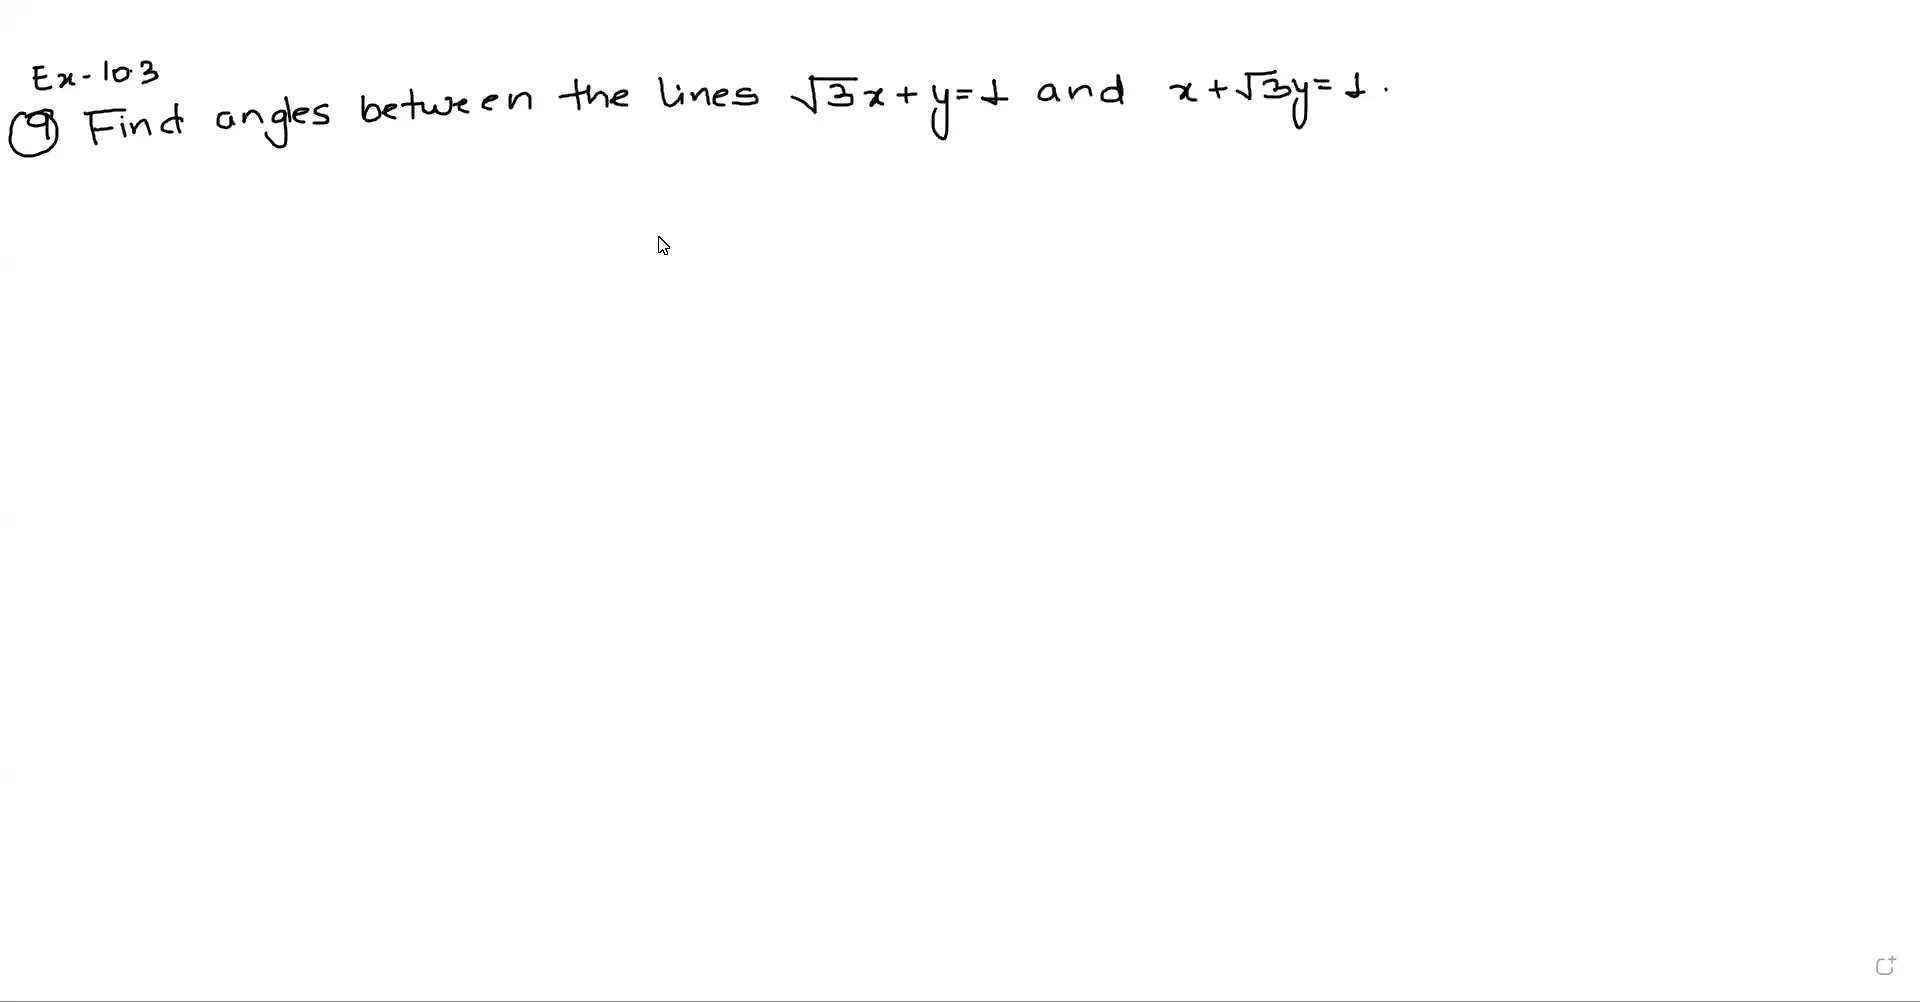 Ex-10.3
9 Find angles between the lines √3x+y=1 and x+√3y=1.